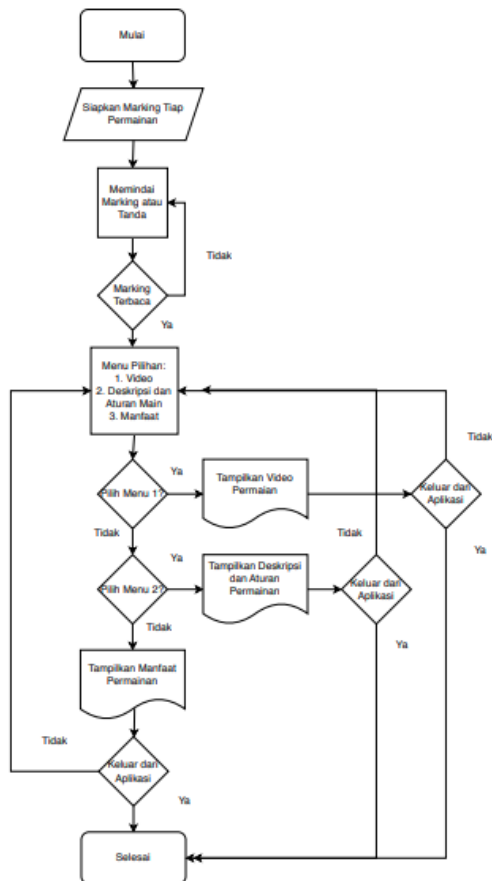 Mulai
Siapkan Marking Tiap
Permainan
Memindai
Marking atau
Tanda
Tidak
Marking
Terbaca
Ya
Menu Pilihan:
1. Video
2. Deskripsi dan
Aturan Main
3. Manfaat
Tidak
Ya
Pilih Menu 1?
Tampilkan Video
Permaian
Keluar dari
Aplikasi
Tidak
Ya
Tidak
Ya
Pilih Menu 2?
Tampilkan Deskripsi
dan Aturan
Permainan
Keluar dari
Aplikasi
Tidak
Ya
Tampilkan Manfaat
Permainan
Tidak
Keluar dari
Aplikasi
Ya
Selesai